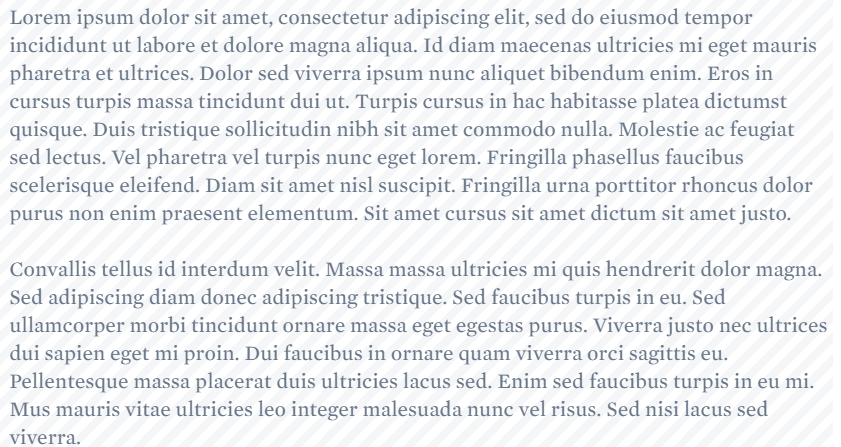 Lorem ipsum dolor sit amet, consectetur adipiscing elit, sed do eiusmod tempor
incididunt ut labore et dolore magna aliqua. Id diam maecenas ultricies mi eget mauris
pharetra et ultrices. Dolor sed viverra ipsum nunc aliquet bibendum enim. Eros in
cursus turpis massa tincidunt dui ut. Turpis cursus in hac habitasse platea dictumst
quisque. Duis tristique sollicitudin nibh sit amet commodo nulla. Molestie ac feugiat
sed lectus. Vel pharetra vel turpis nunc eget lorem. Fringilla phasellus faucibus
scelerisque eleifend. Diam sit amet nisl suscipit. Fringilla urna porttitor rhoncus dolor
purus non enim praesent elementum. Sit amet cursus sit amet dictum sit amet justo.

Convallis tellus id interdum velit. Massa massa ultricies mi quis hendrerit dolor magna.
Sed adipiscing diam donec adipiscing tristique. Sed faucibus turpis in eu. Sed
ullamcorper morbi tincidunt ornare massa eget egestas purus. Viverra justo nec ultrices
dui sapien eget mi proin. Dui faucibus in ornare quam viverra orci sagittis eu.
Pellentesque massa placerat duis ultricies lacus sed. Enim sed faucibus turpis in eu mi.
Mus mauris vitae ultricies leo integer malesuada nunc vel risus. Sed nisi lacus sed
viverra.